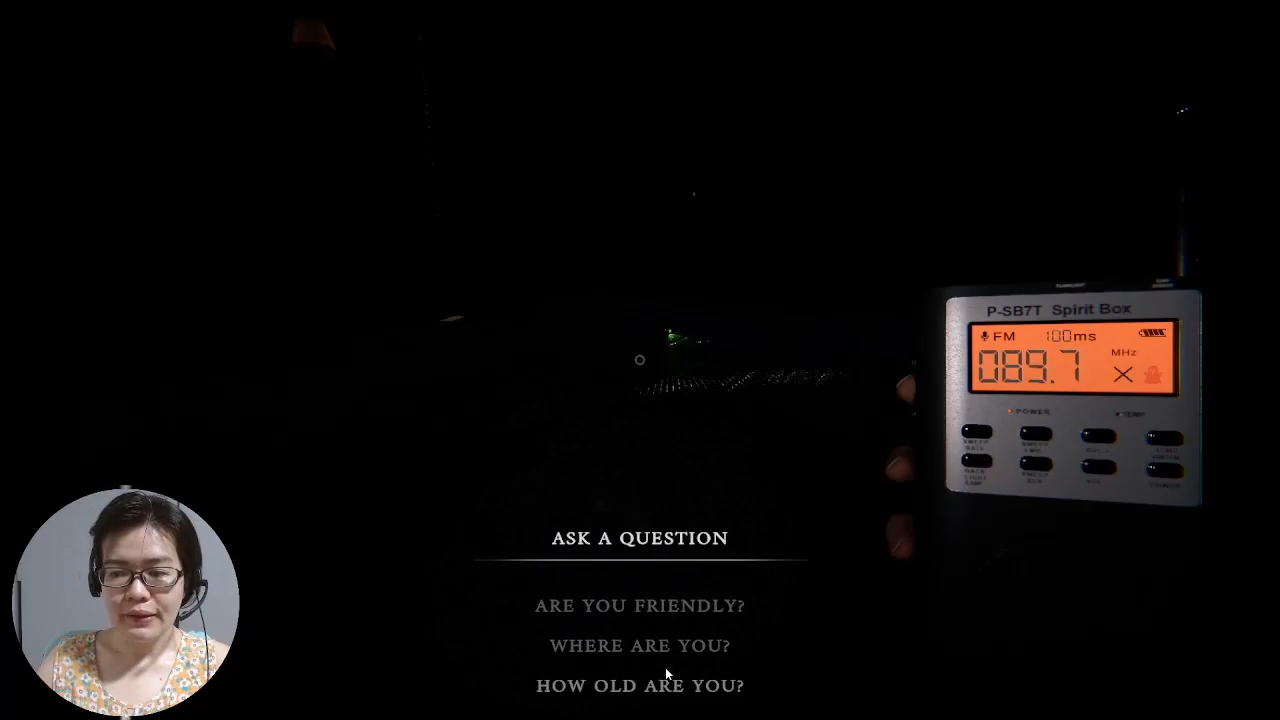 P-SB7T Spirit Box
FM 100ms
089.7 MHz
POWER
TEMP
ASK A QUESTION
ARE YOU FRIENDLY?
WHERE ARE YOU?
HOW OLD ARE YOU?